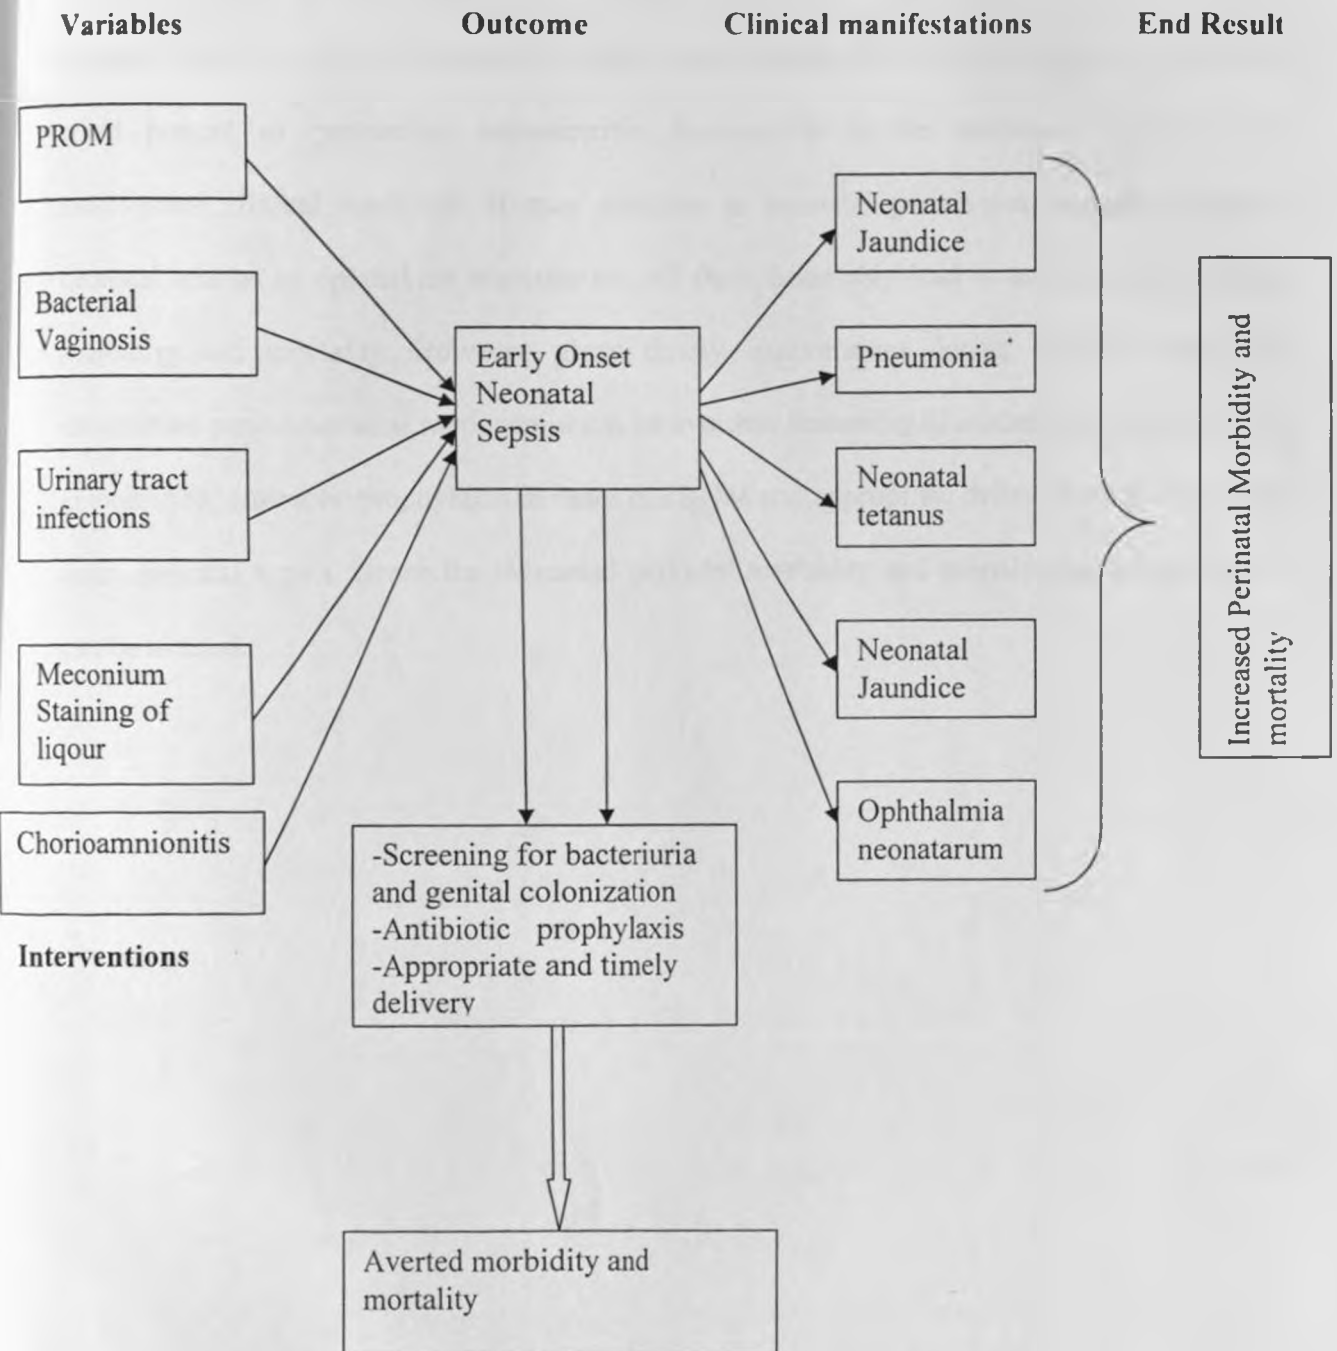 Variables
Outcome
Clinical manifestations
End Result
PROM
Bacterial
Vaginosis
Urinary tract
infections
Meconium
Staining of
liqour
Chorioamnionitis
Early Onset
Neonatal
Sepsis
Neonatal
Jaundice
Pneumonia
Neonatal
tetanus
Neonatal
Jaundice
Ophthalmia
neonatarum
Increased Perinatal Morbidity and
mortality
Interventions
-Screening for bacteriuria
and genital colonization
-Antibiotic prophylaxis
-Appropriate and timely
delivery
Averted morbidity and
mortality